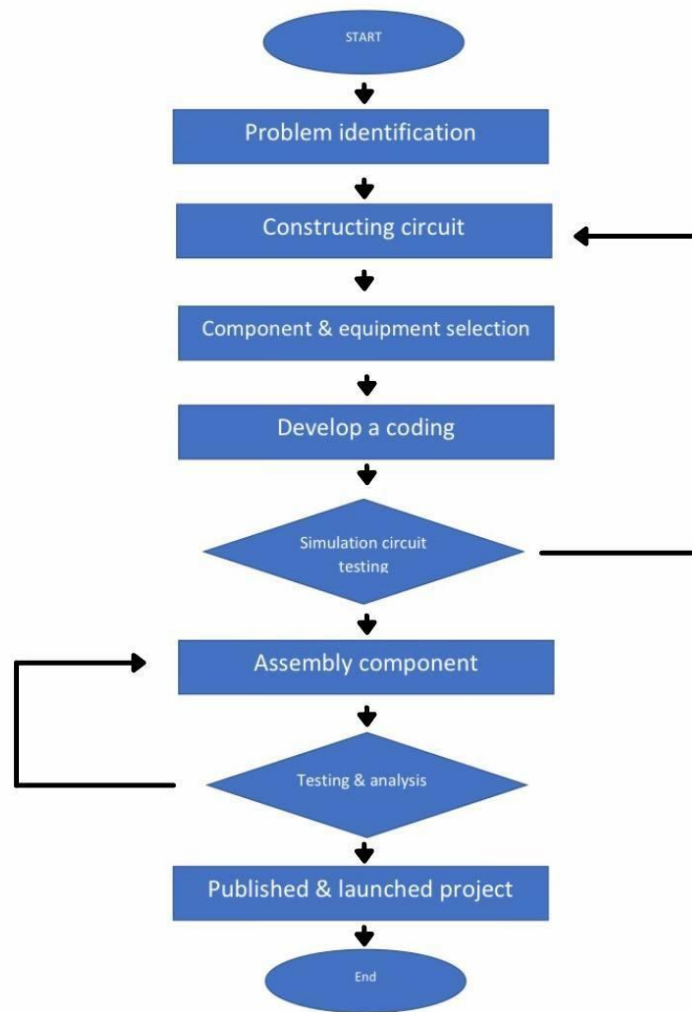 START
Problem identification
Constructing circuit
Component & equipment selection
Develop a coding
Simulation circuit
testing
Assembly component
Testing & analysis
Published & launched project
End